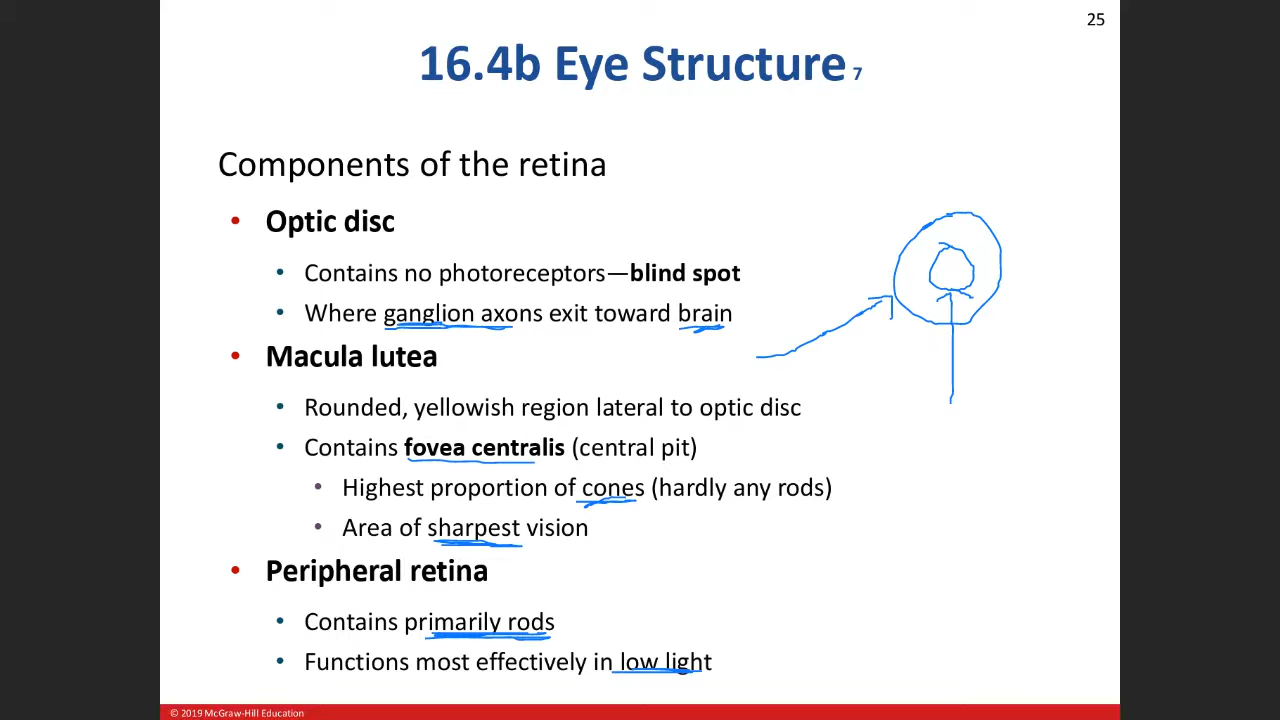 25
16.4b Eye Structure 7
Components of the retina
• Optic disc
• Contains no photoreceptors—blind spot
• Where ganglion axons exit toward brain
• Macula lutea
• Rounded, yellowish region lateral to optic disc
• Contains fovea centralis (central pit)
• Highest proportion of cones (hardly any rods)
• Area of sharpest vision
• Peripheral retina
• Contains primarily rods
• Functions most effectively in low light
© 2019 McGraw-Hill Education